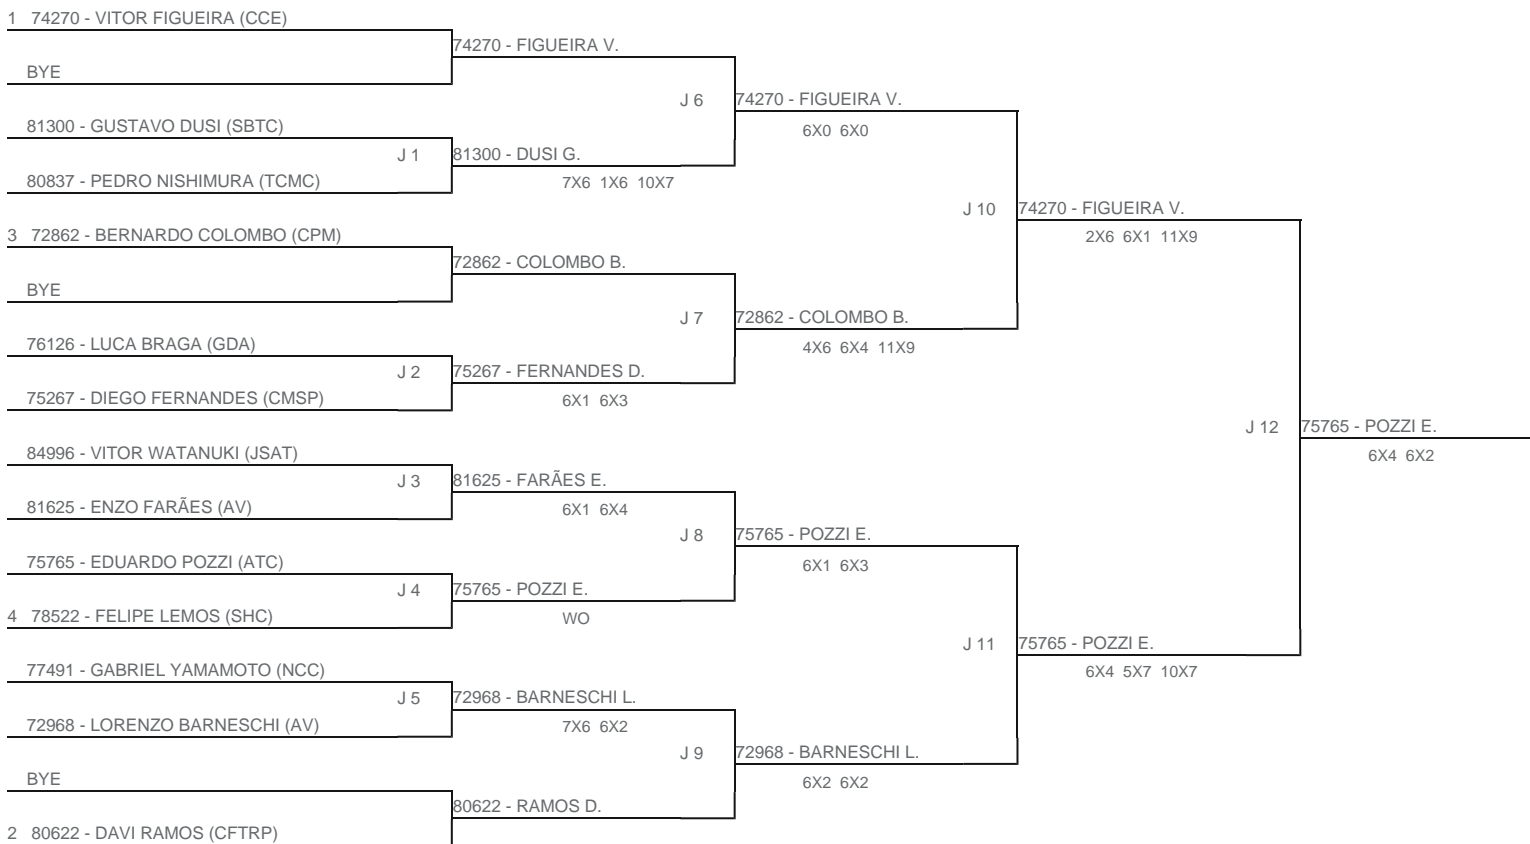 1 74270 - VITOR FIGUEIRA (CCE)
74270 - FIGUEIRA V.
BYE
J 6
74270 - FIGUEIRA V.
6X0 6X0
81300 - GUSTAVO DUSI (SBTC)
J 1
81300 - DUSI G.
7X6 1X6 10X7
80837 - PEDRO NISHIMURA (TCMC)
J 10
74270 - FIGUEIRA V.
2X6 6X1 11X9
3 72862 - BERNARDO COLOMBO (CPM)
72862 - COLOMBO B.
BYE
J 7
72862 - COLOMBO B.
4X6 6X4 11X9
76126 - LUCA BRAGA (GDA)
J 2
75267 - FERNANDES D.
6X1 6X3
75267 - DIEGO FERNANDES (CMSP)
J 12
75765 - POZZI E.
6X4 6X2
84996 - VITOR WATANUKI (JSAT)
J 3
81625 - FARÃES E.
6X1 6X4
81625 - ENZO FARÃES (AV)
J 8
75765 - POZZI E.
6X1 6X3
75765 - EDUARDO POZZI (ATC)
J 4
75765 - POZZI E.
WO
4 78522 - FELIPE LEMOS (SHC)
J 11
75765 - POZZI E.
6X4 5X7 10X7
77491 - GABRIEL YAMAMOTO (NCC)
J 5
72968 - BARNESCHI L.
7X6 6X2
72968 - LORENZO BARNESCHI (AV)
J 9
72968 - BARNESCHI L.
6X2 6X2
BYE
80622 - RAMOS D.
2 80622 - DAVI RAMOS (CFTRP)